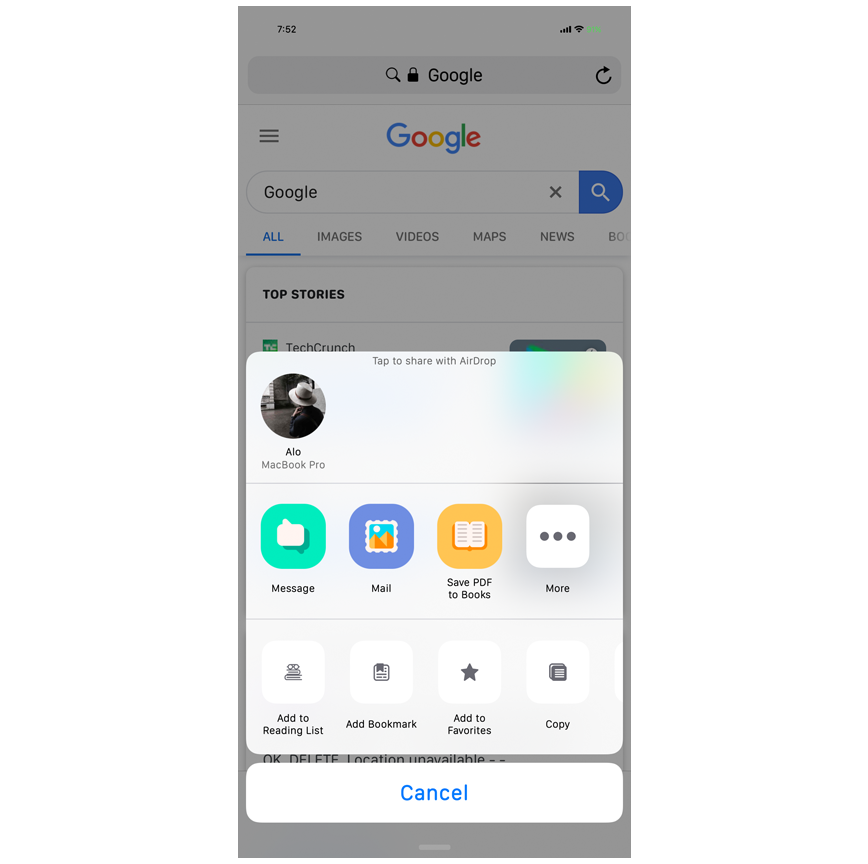 7:52
Google
Google
Google
ALL IMAGES VIDEOS MAPS NEWS
TOP STORIES
TechCrunch
Tap to share with AirDrop
Alo
MacBook Pro
Message
Mail
Save PDF
to Books
More
Add to
Reading List
Add Bookmark
Add to
Favorites
Copy
OK, DELETE. Location unavailable - -
Cancel